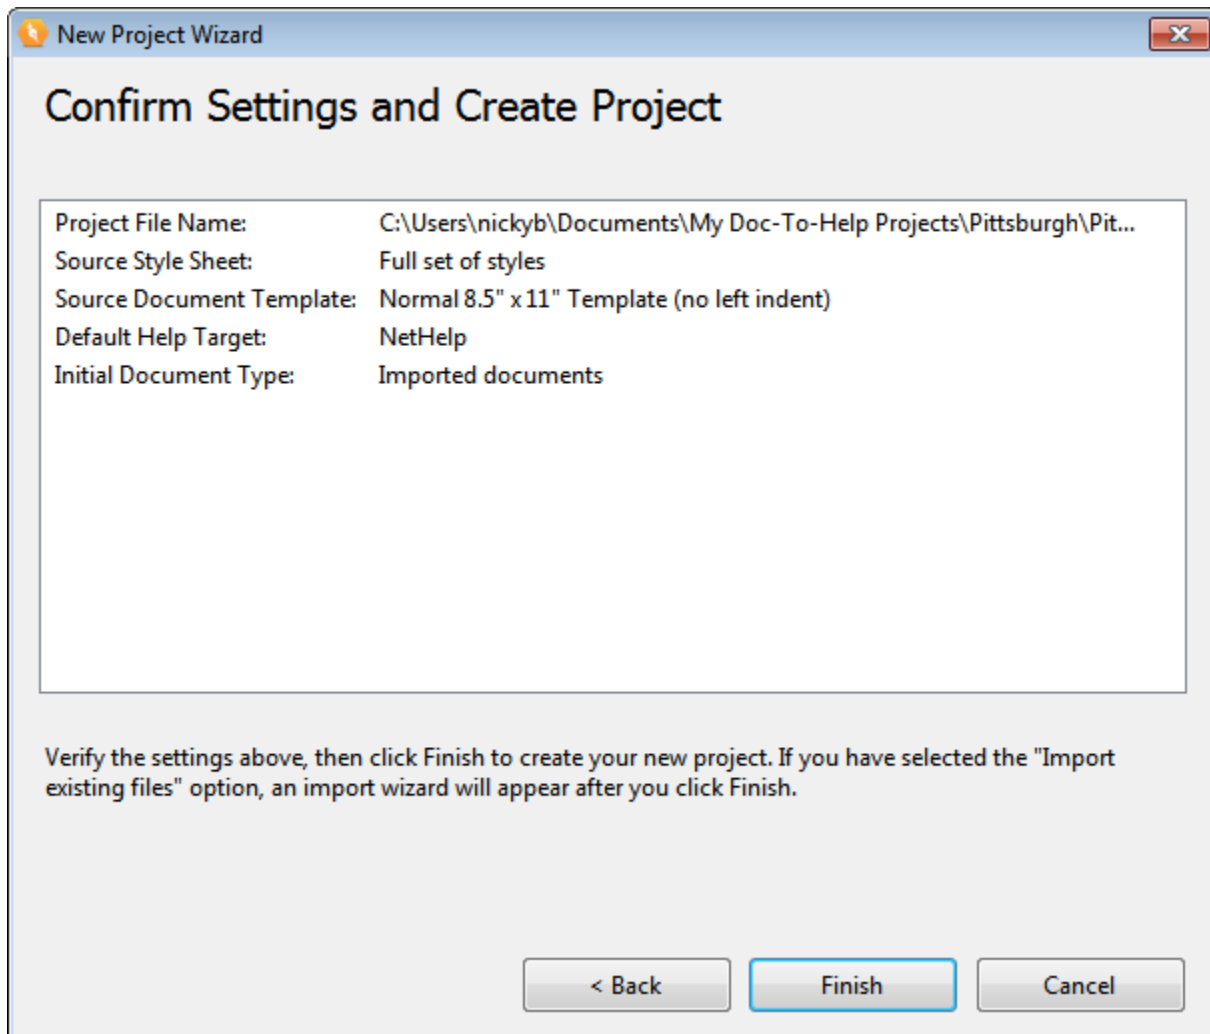 New Project Wizard
Confirm Settings and Create Project
Project File Name: C:\Users\nickyb\Documents\My Doc-To-Help Projects\Pittsburgh\Pit...
Source Style Sheet: Full set of styles
Source Document Template: Normal 8.5" x 11" Template (no left indent)
Default Help Target: NetHelp
Initial Document Type: Imported documents
Verify the settings above, then click Finish to create your new project. If you have selected the "Import
existing files" option, an import wizard will appear after you click Finish.
< Back Finish Cancel